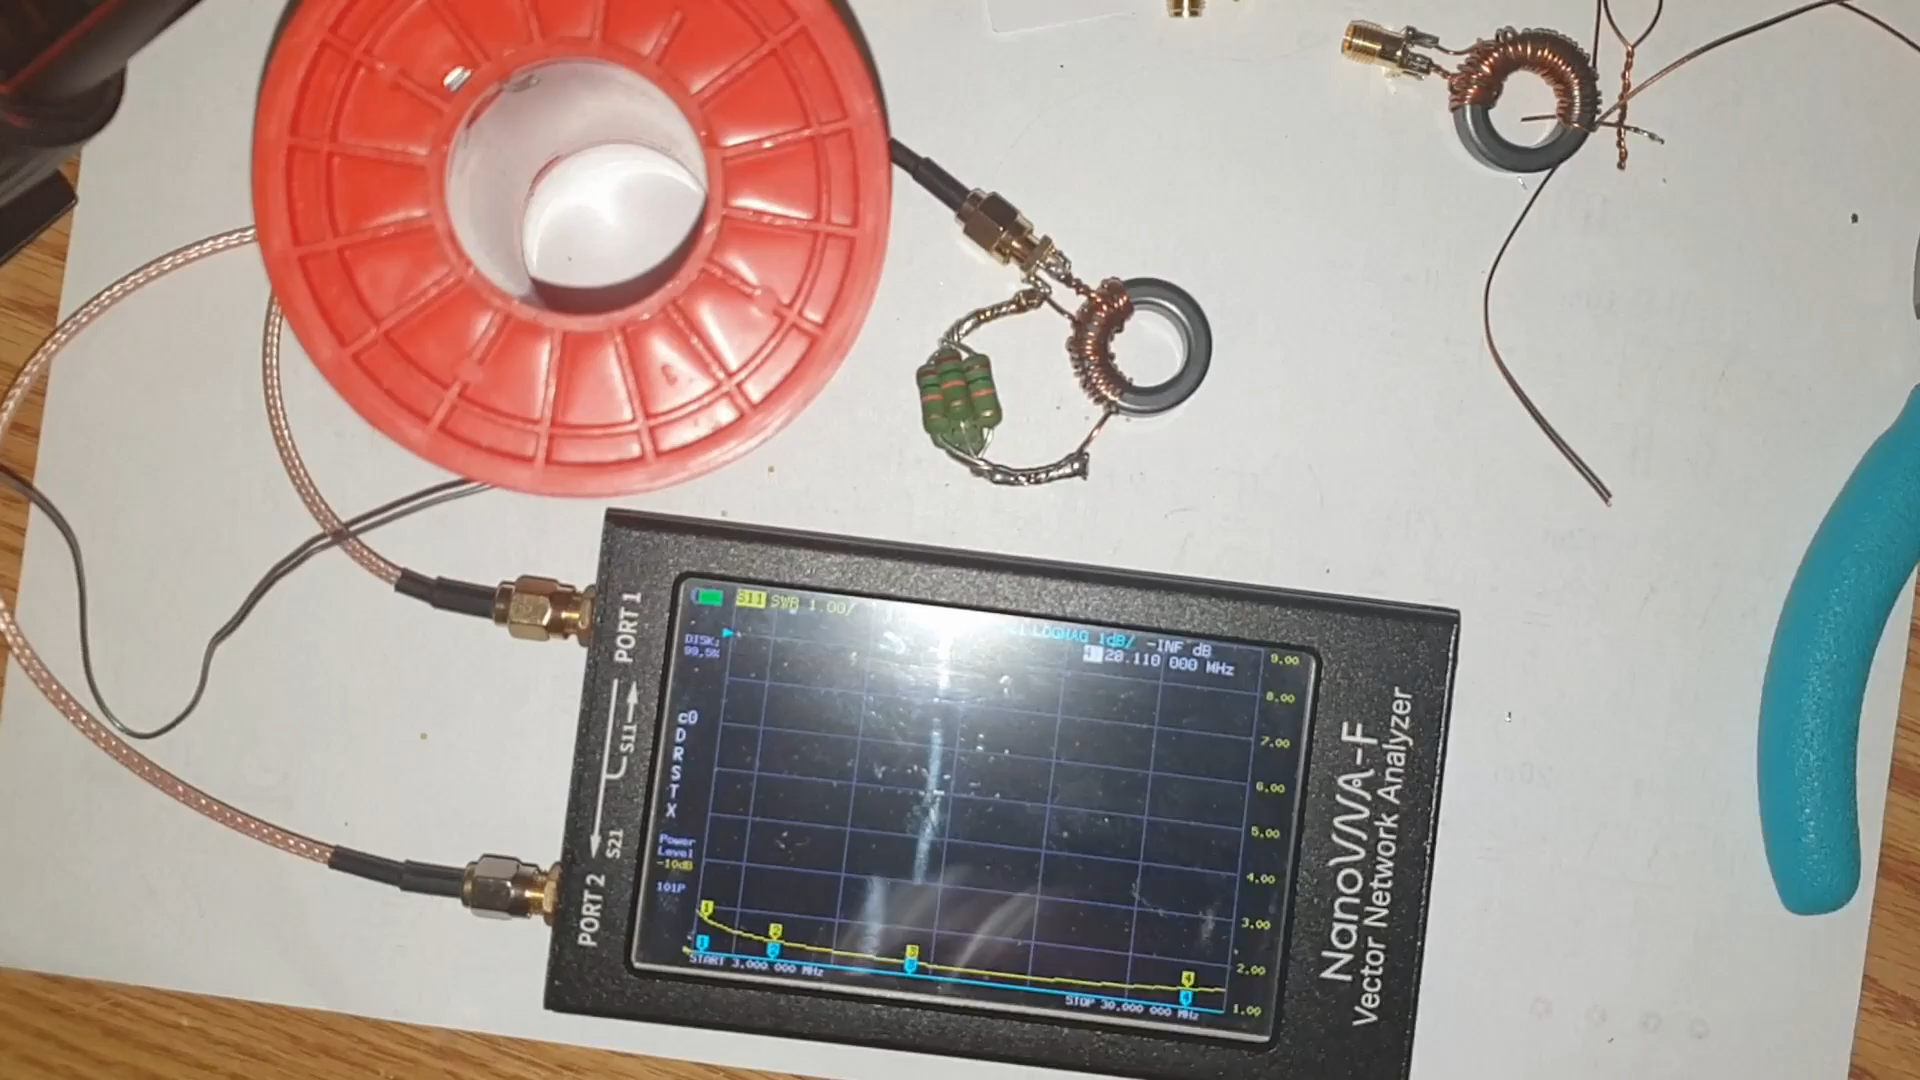 S11 SWR 1.00/
LOGMAG 1dB/ -INF dB
4 28.110 000 MHz
DISK:
99.5%
c0
D
R
S
T
X
Power
Level
-10dB
101P
9.00
8.00
7.00
6.00
5.00
4.00
3.00
2.00
1.00
1
2
3
4
1
2
4
START 3.000 000 MHz
STOP 30.000 000 MHz
PORT 1
S11
S21
PORT 2
NanoVNA-F
Vector Network Analyzer